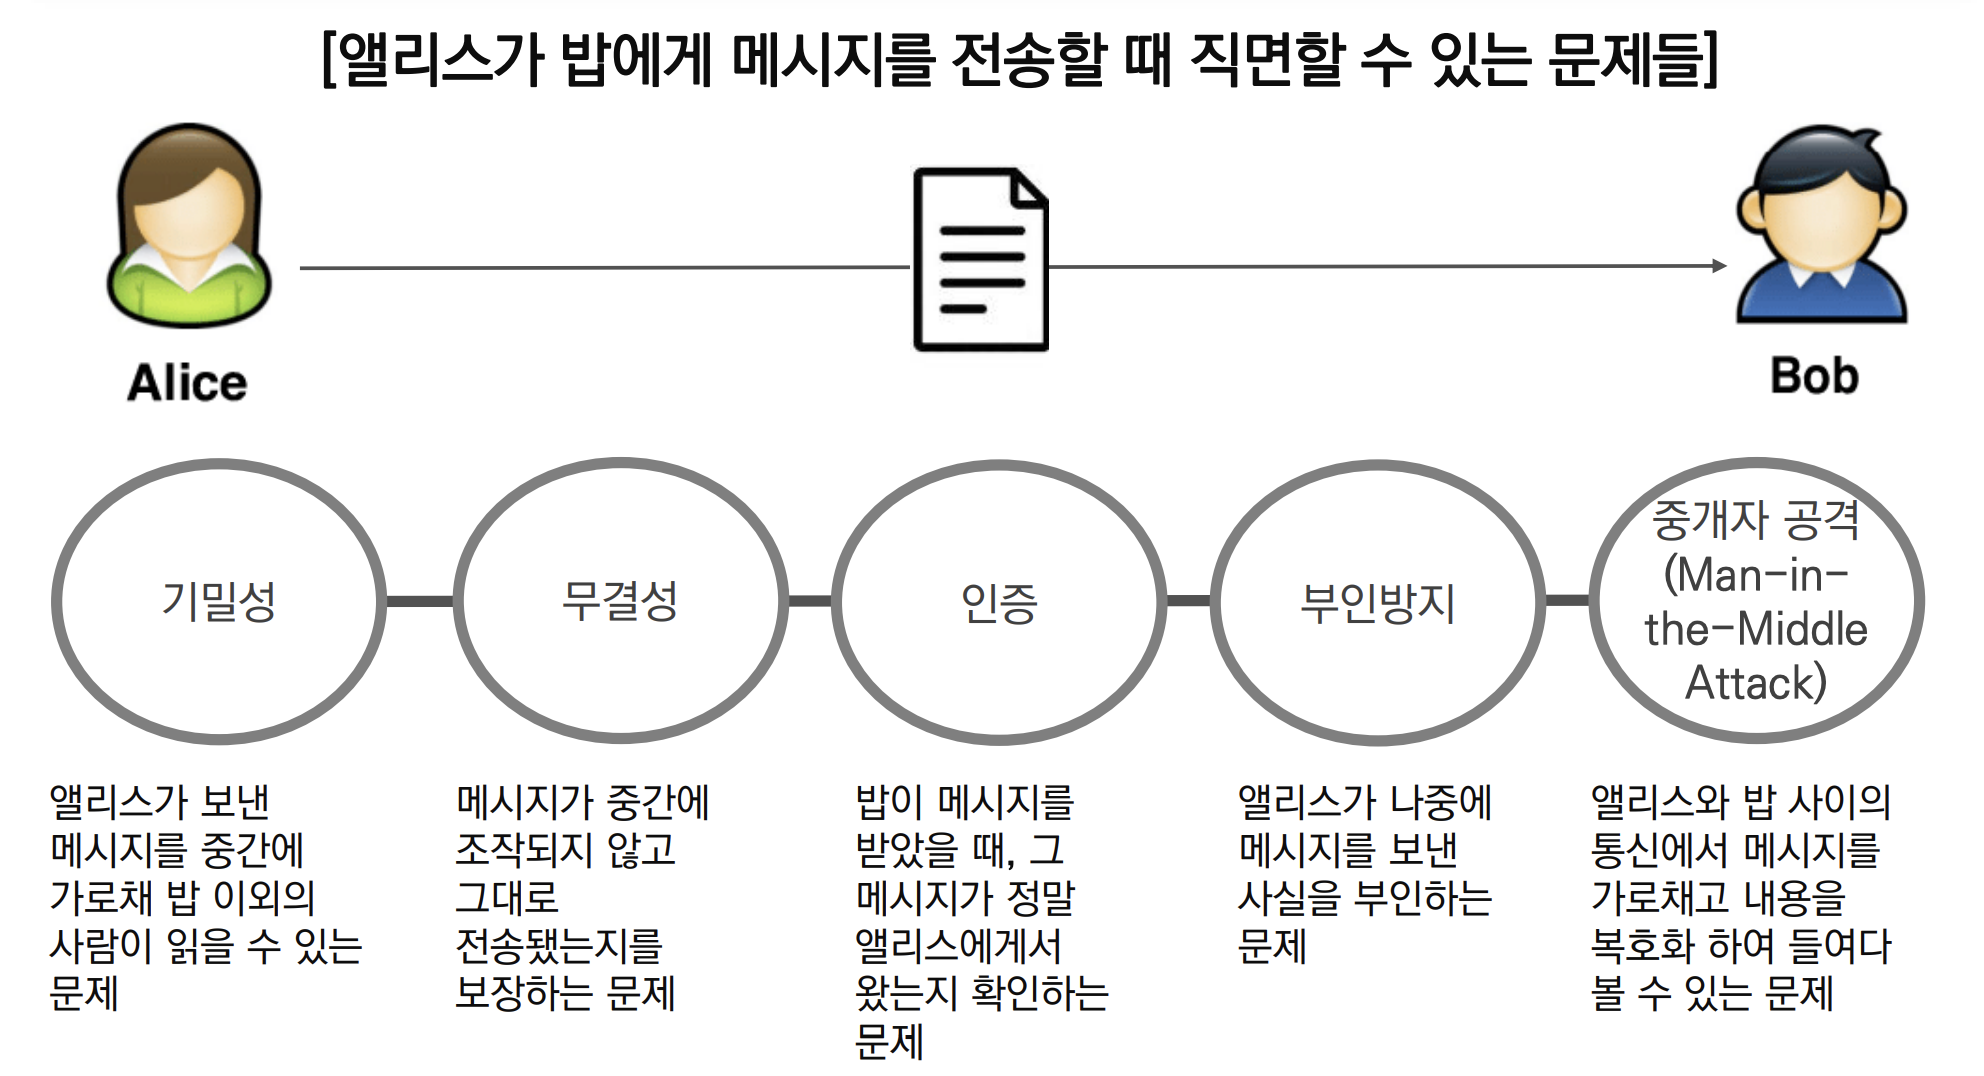 [앨리스가 밥에게 메시지를 전송할 때 직면할 수 있는 문제들]
Alice
Bob
기밀성
무결성
인증
부인방지
중개자 공격
(Man-in-
the-Middle
Attack)
앨리스가 보낸
메시지를 중간에
가로채 밥 이외의
사람이 읽을 수 있는
문제
메시지가 중간에
조작되지 않고
그대로
전송됐는지를
보장하는 문제
밥이 메시지를
받았을 때, 그
메시지가 정말
앨리스에게서
왔는지 확인하는
문제
앨리스가 나중에
메시지를 보낸
사실을 부인하는
문제
앨리스와 밥 사이의
통신에서 메시지를
가로채고 내용을
복호화 하여 들여다
볼 수 있는 문제